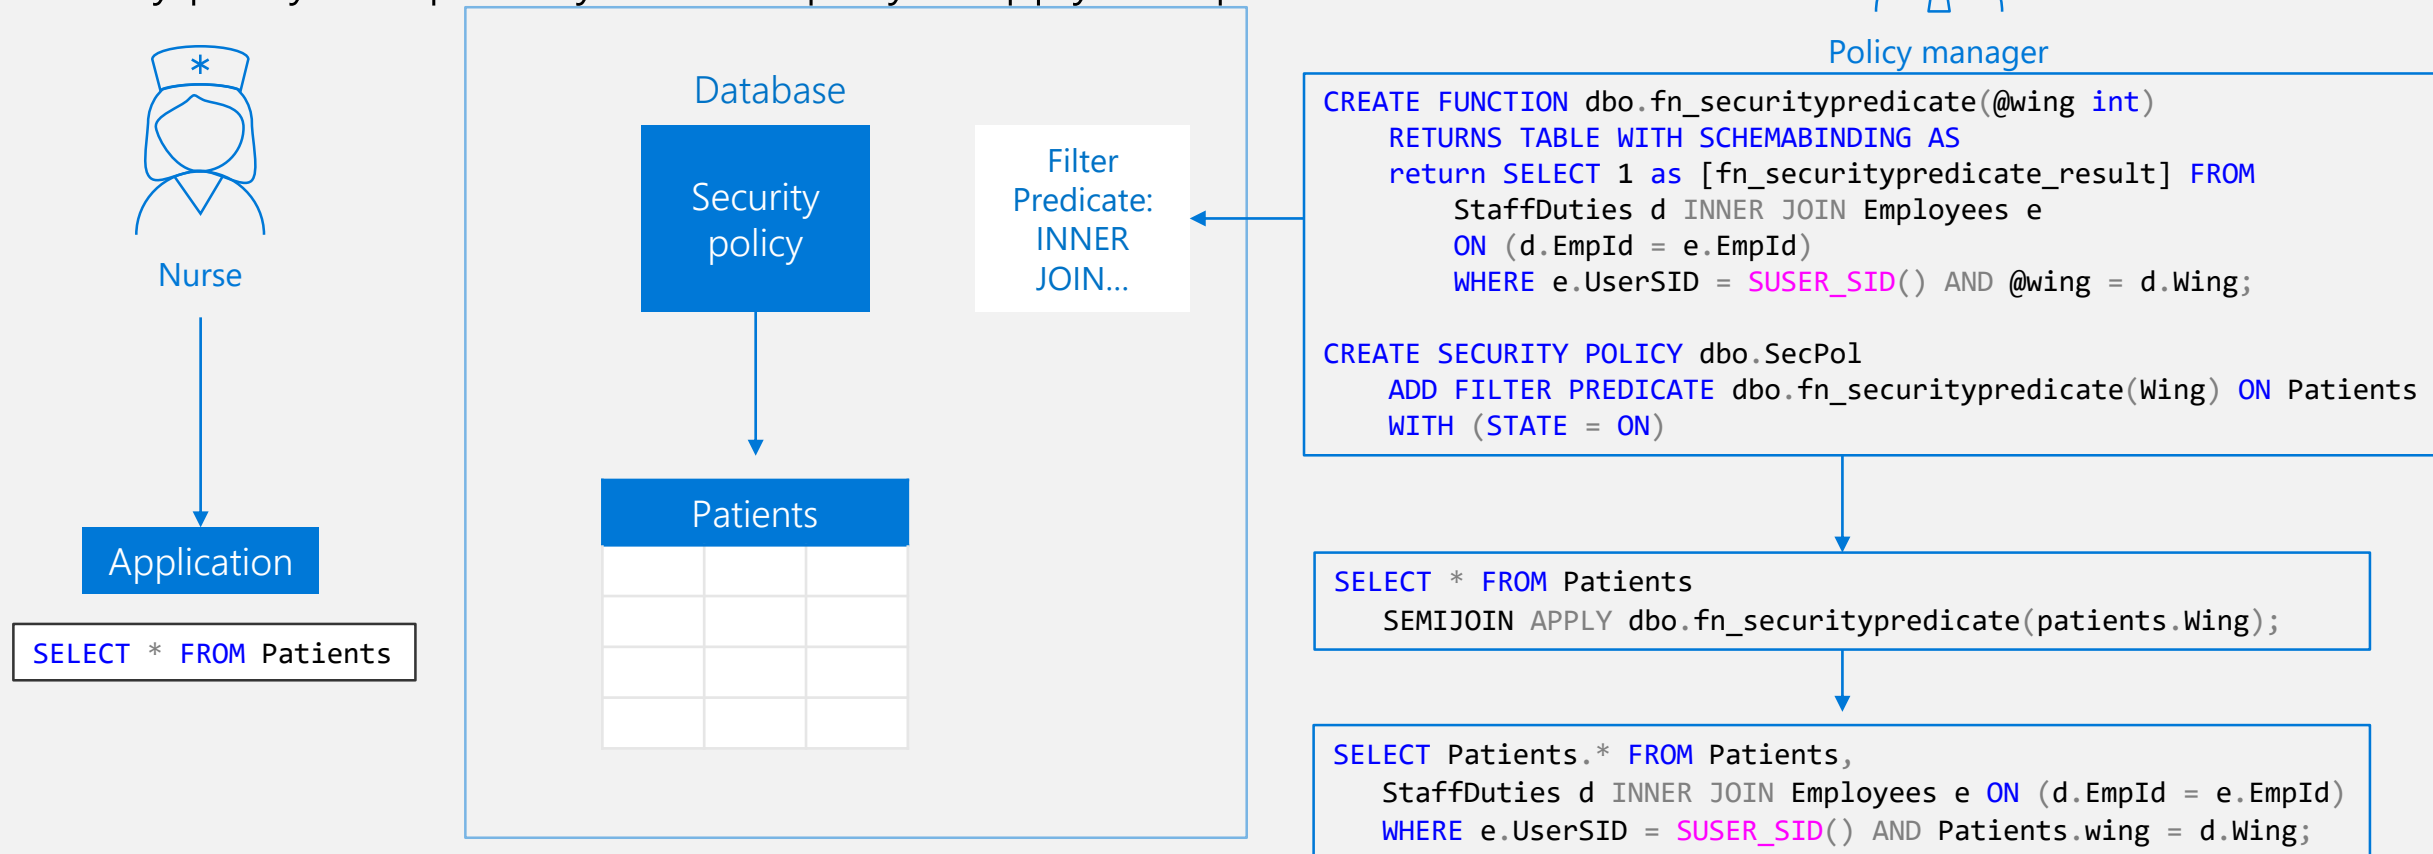 Nurse
Application
SELECT * FROM Patients
Database
Security
policy
Filter
Predicate:
INNER
JOIN...
Patients
Policy manager
CREATE FUNCTION dbo.fn_securitypredicate(@wing int)
    RETURNS TABLE WITH SCHEMABINDING AS
    return SELECT 1 as [fn_securitypredicate_result] FROM
        StaffDuties d INNER JOIN Employees e
        ON (d.EmpId = e.EmpId)
        WHERE e.UserSID = SUSER_SID() AND @wing = d.Wing;
CREATE SECURITY POLICY dbo.SecPol
    ADD FILTER PREDICATE dbo.fn_securitypredicate(Wing) ON Patients
    WITH (STATE = ON)
SELECT * FROM Patients
   SEMIJOIN APPLY dbo.fn_securitypredicate(patients.Wing);
SELECT Patients.* FROM Patients,
   StaffDuties d INNER JOIN Employees e ON (d.EmpId = e.EmpId)
   WHERE e.UserSID = SUSER_SID() AND Patients.wing = d.Wing;